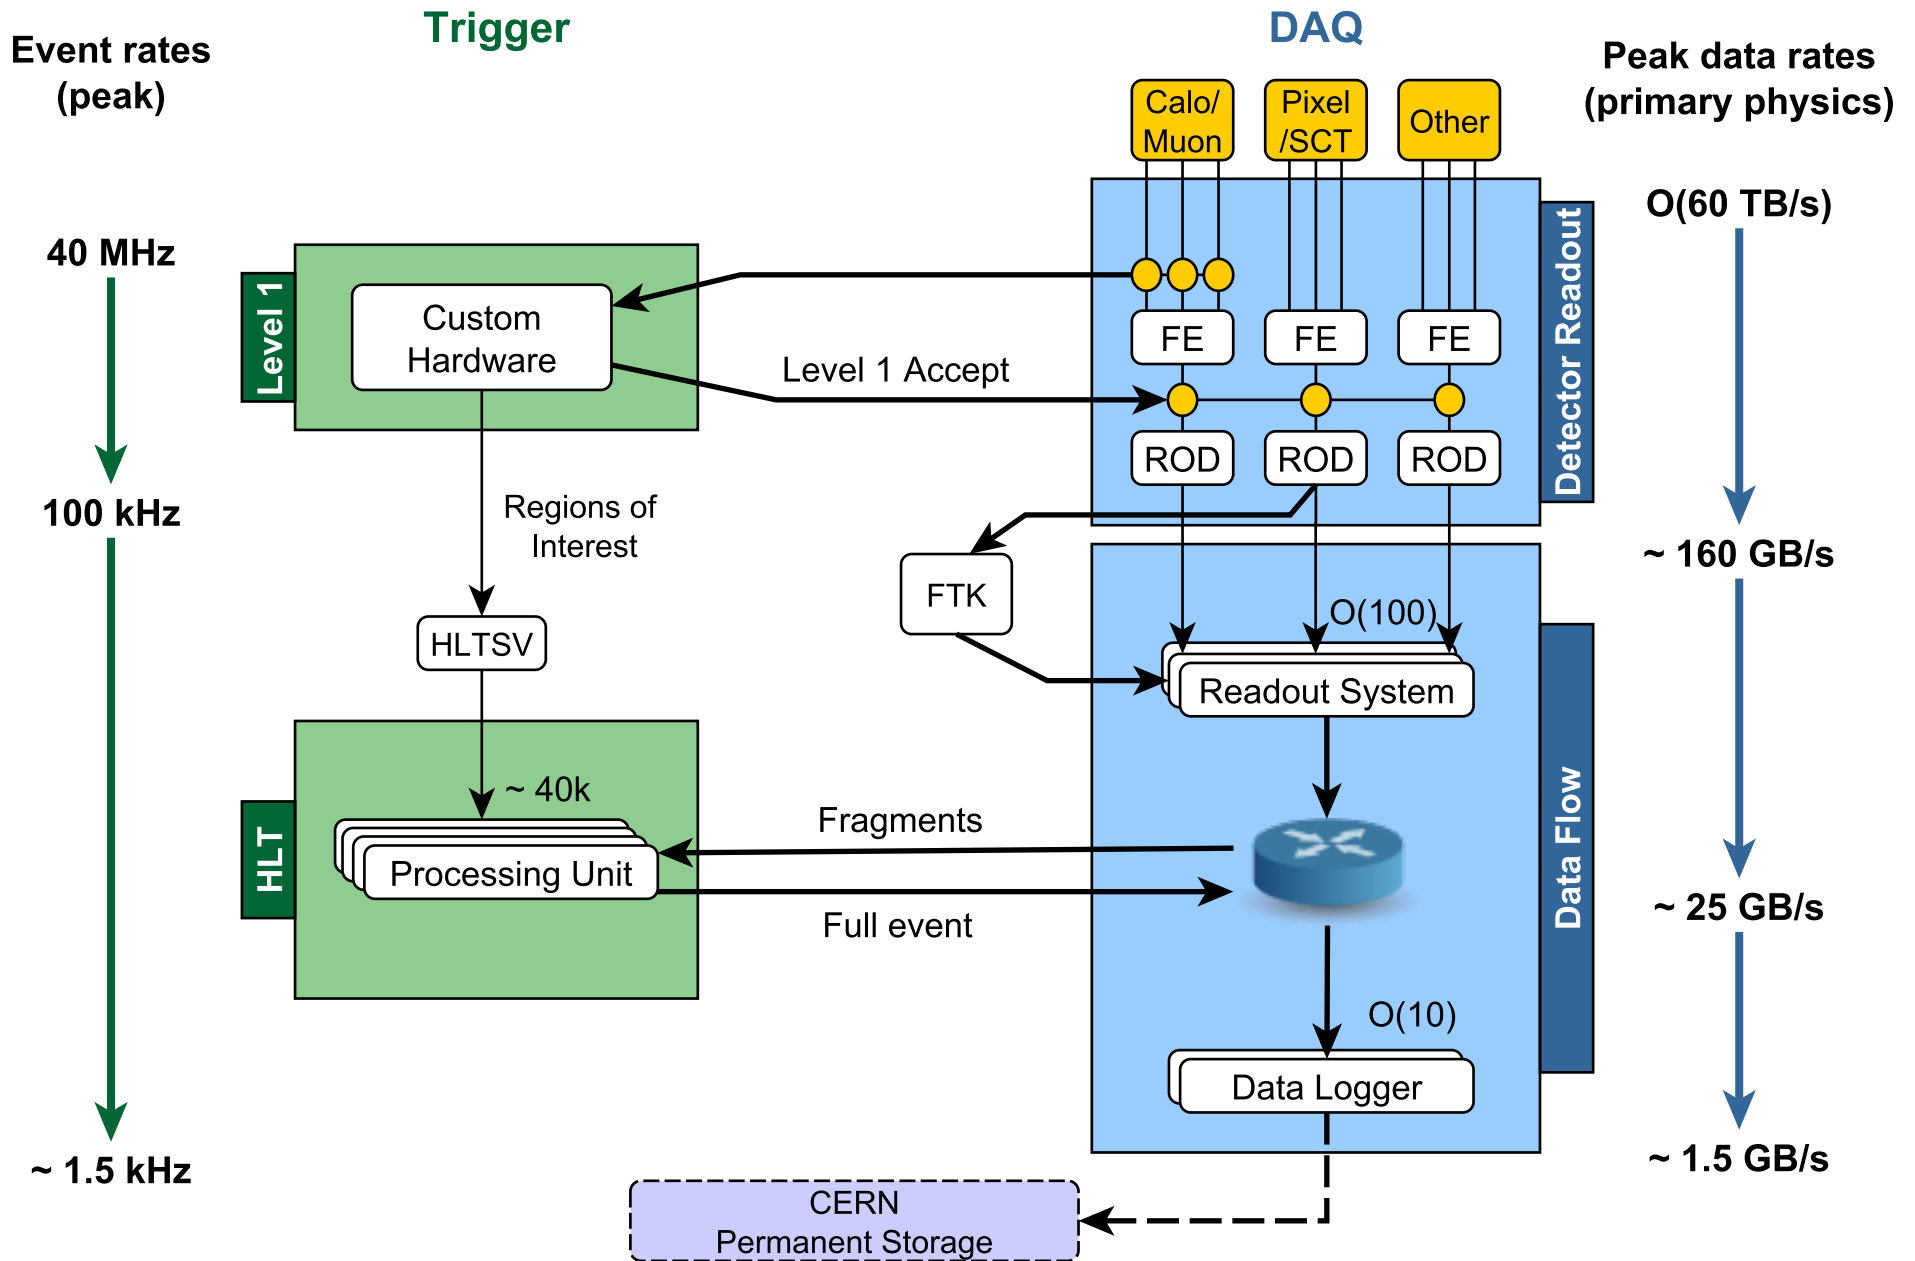 Trigger
DAQ
Event rates
(peak)
Peak data rates
(primary physics)
Calo/
Muon
Pixel
/SCT
Other
O(60 TB/s)
40 MHz
Level 1
Custom
Hardware
FE
FE
FE
Detector Readout
Level 1 Accept
ROD
ROD
ROD
100 kHz
Regions of
Interest
~ 160 GB/s
FTK
O(100)
HLTSV
Readout System
~ 40k
HLT
Processing Unit
Fragments
Full event
Data Flow
~ 25 GB/s
O(10)
Data Logger
~ 1.5 kHz
~ 1.5 GB/s
CERN
Permanent Storage